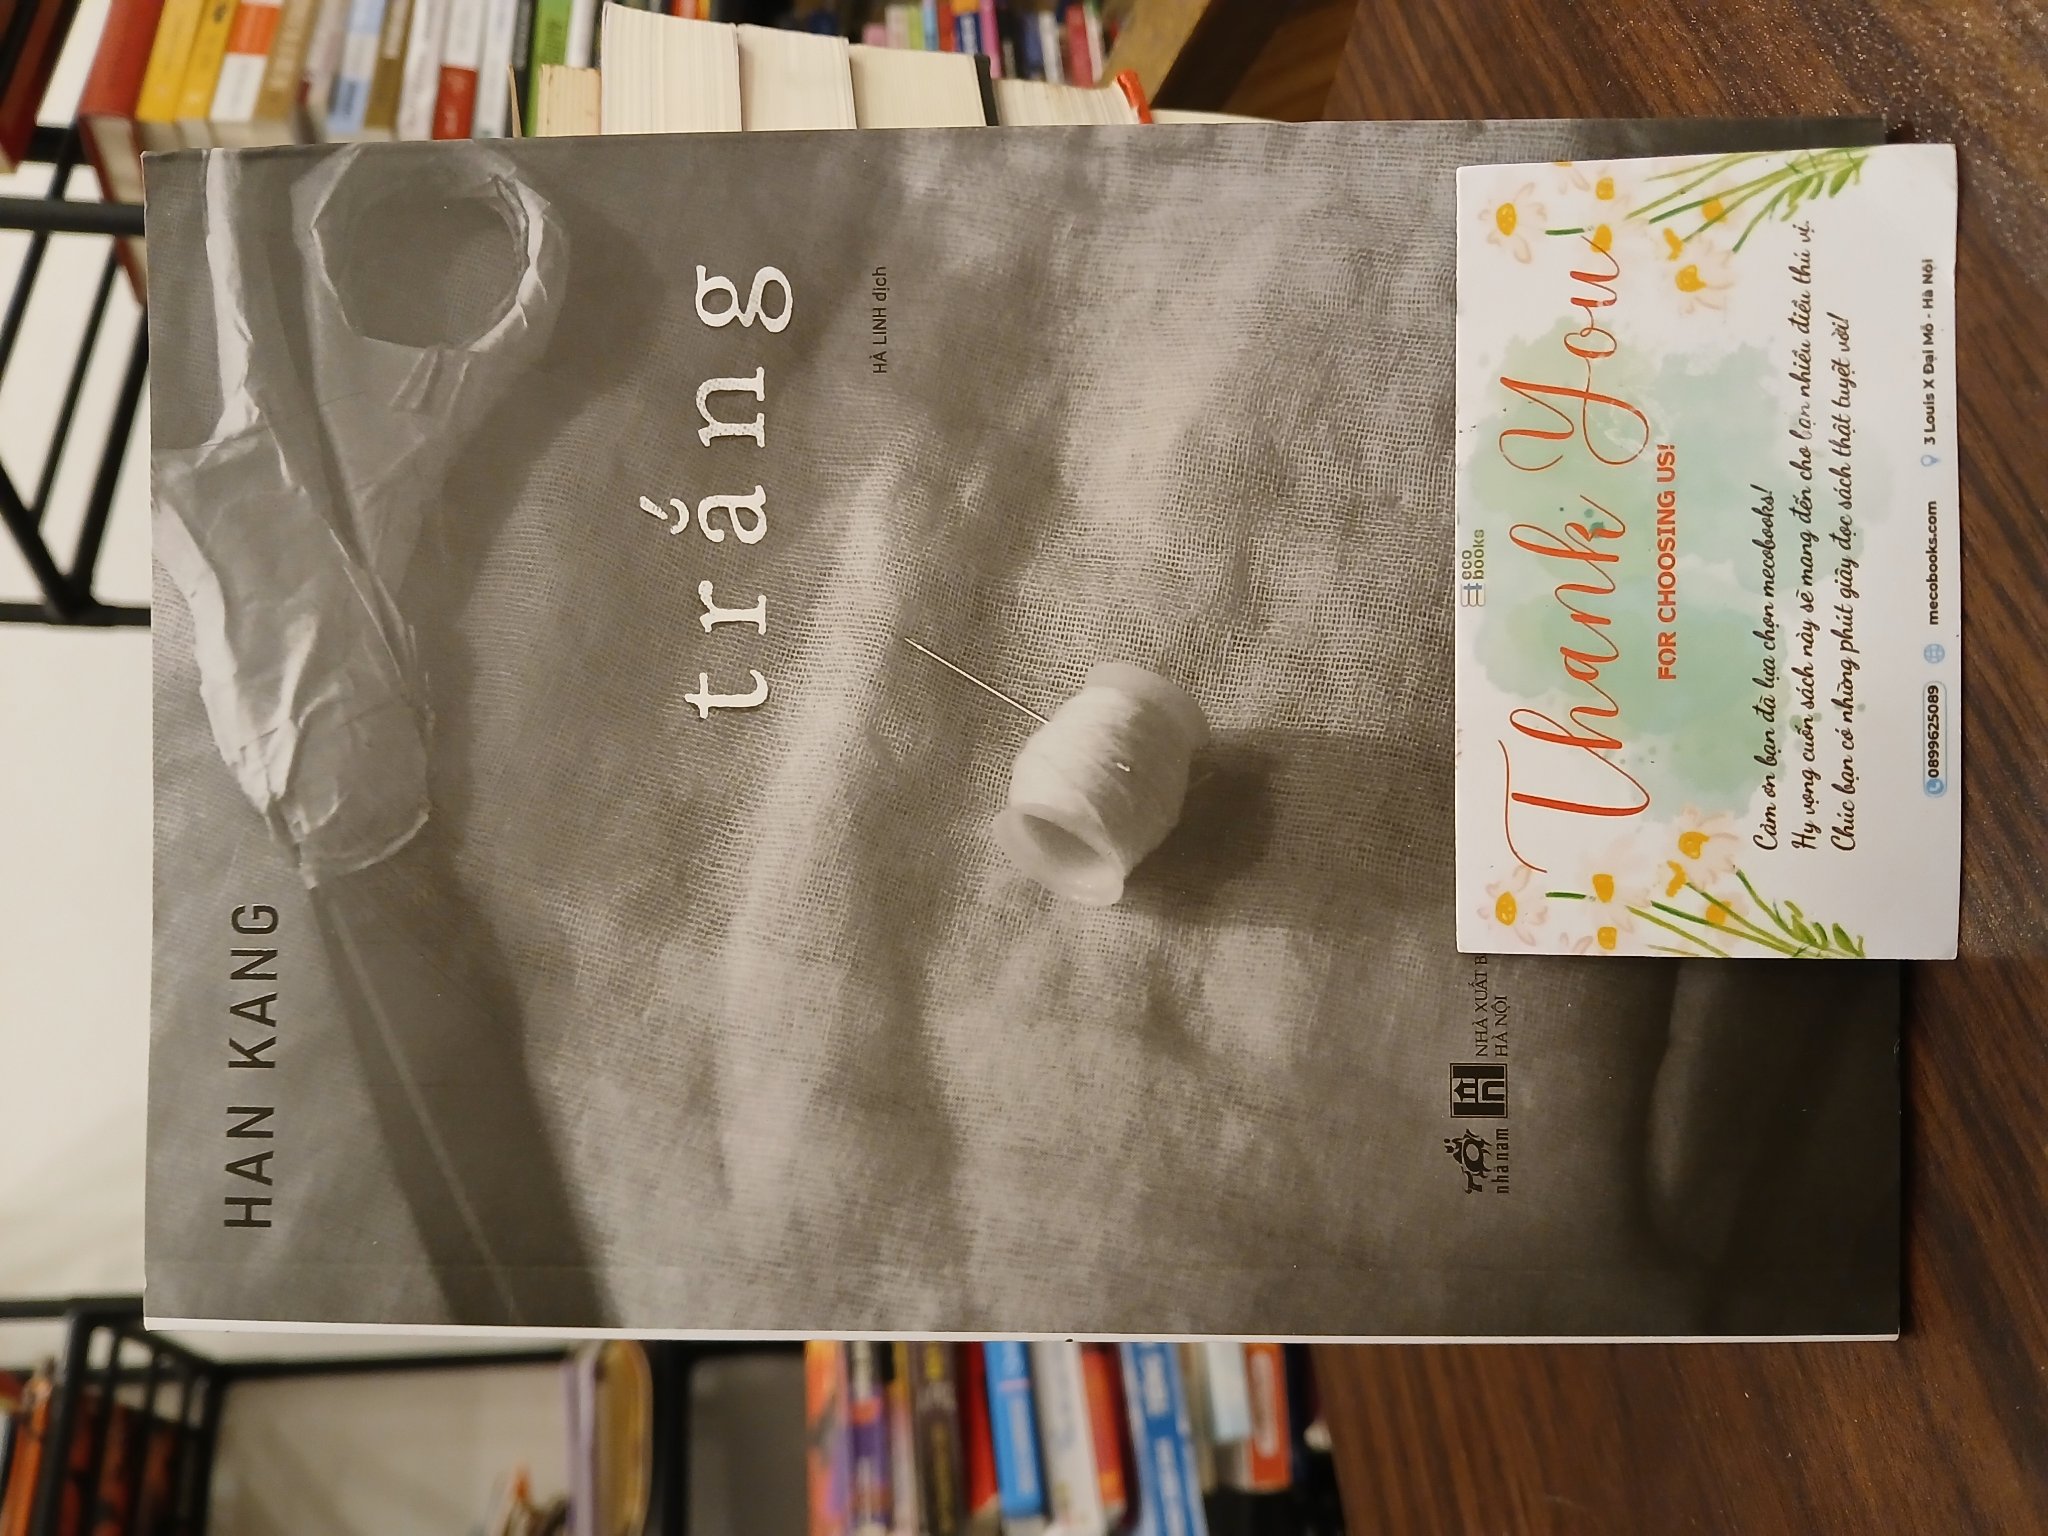 HAN KANG
trắng
HÀ LINH dịch
nhã nam
NHÀ XUẤT B
HÀ NỘI
eco
books
Thank You
FOR CHOOSING US!
Cảm ơn bạn đã lựa chọn mecobooks!
Hy vọng cuốn sách này sẽ mang đến cho bạn nhiều điều thú vị.
Chúc bạn có những phút giây đọc sách thật tuyệt vời!
0899625089 mecobooks.com 3 Louis X Đại Mỗ - Hà Nội